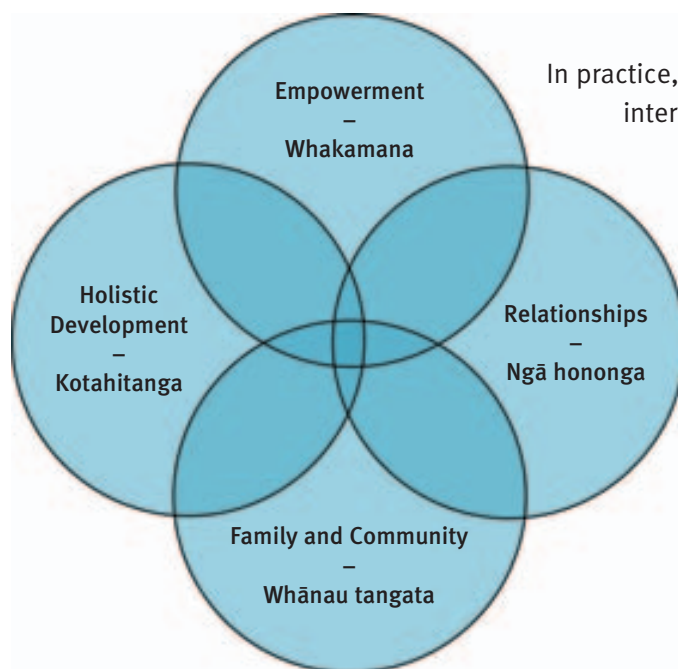 In practice,
inter
Empowerment
–
Whakamana
Holistic
Development
–
Kotahitanga
Relationships
–
Ngā hononga
Family and Community
–
Whānau tangata